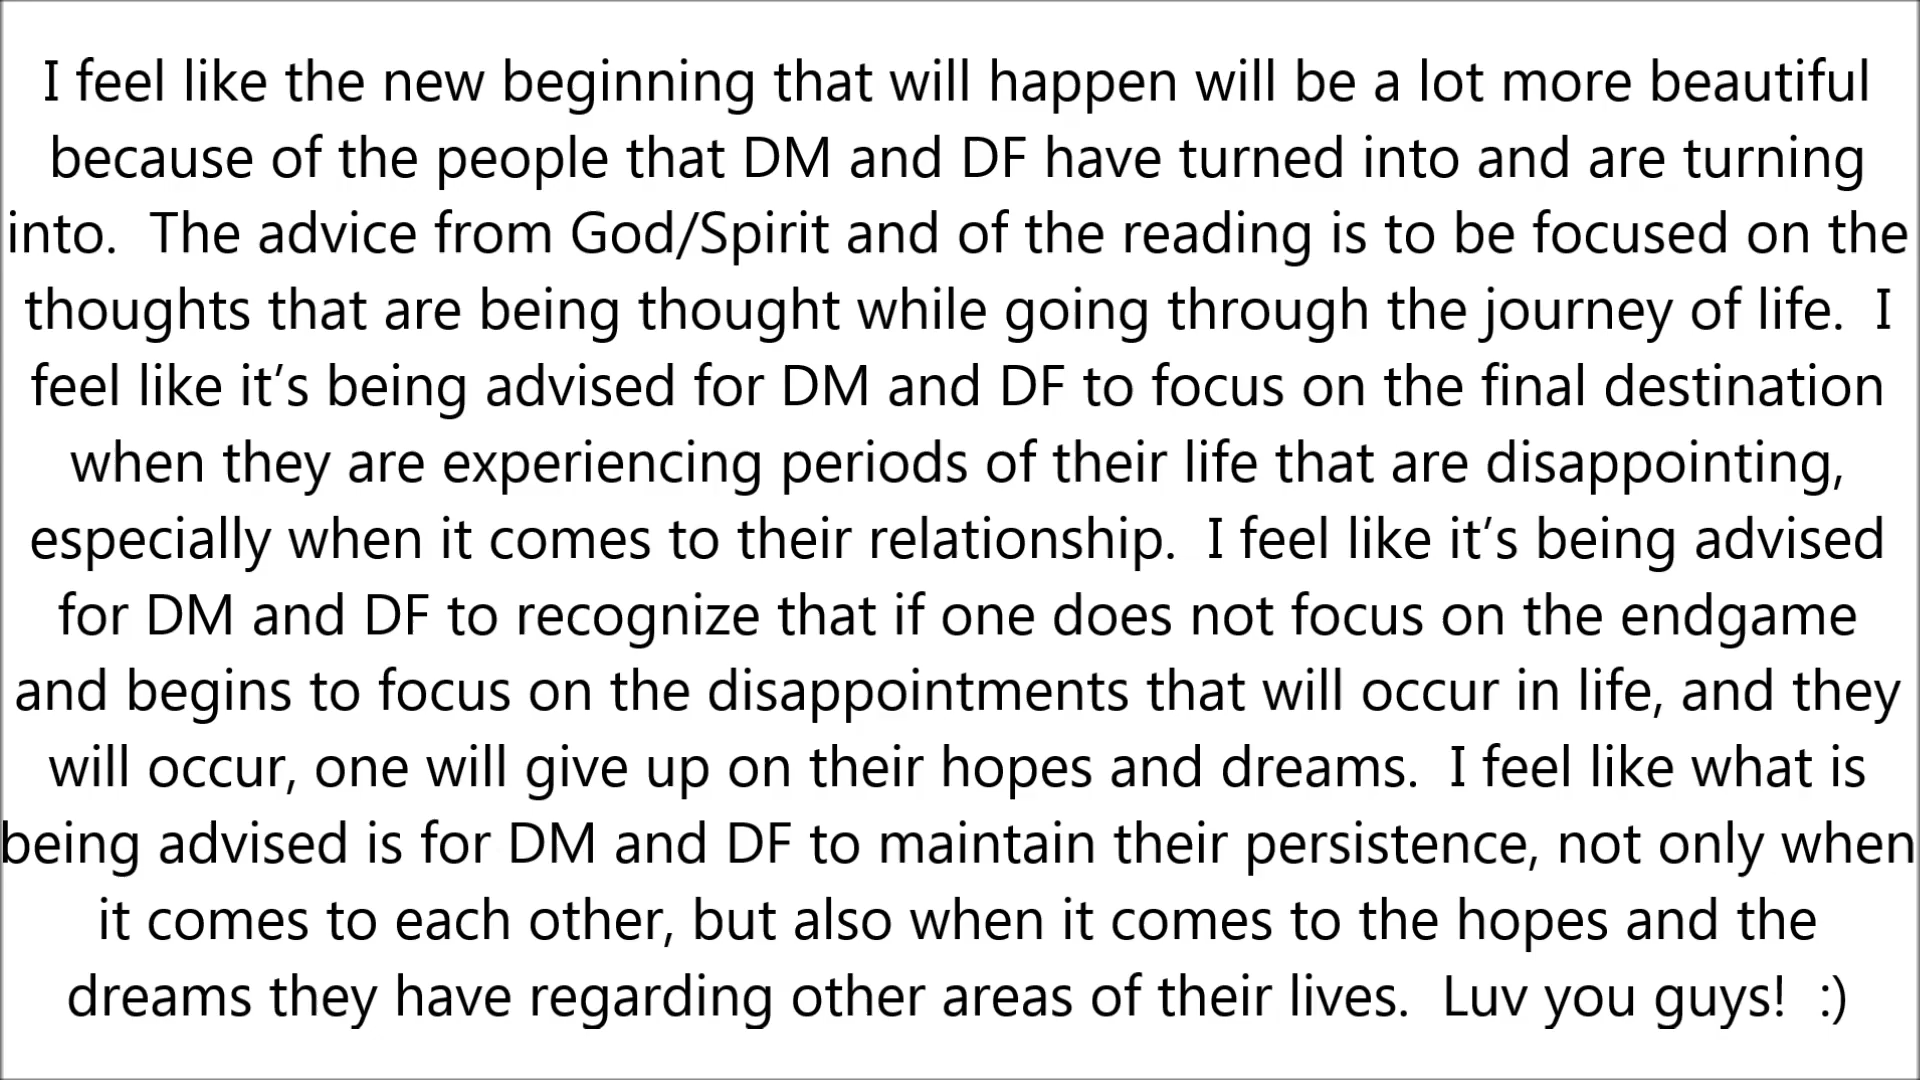 I feel like the new beginning that will happen will be a lot more beautiful
because of the people that DM and DF have turned into and are turning
into.  The advice from God/Spirit and of the reading is to be focused on the
thoughts that are being thought while going through the journey of life.  I
feel like it’s being advised for DM and DF to focus on the final destination
when they are experiencing periods of their life that are disappointing,
especially when it comes to their relationship.  I feel like it’s being advised
for DM and DF to recognize that if one does not focus on the endgame
and begins to focus on the disappointments that will occur in life, and they
will occur, one will give up on their hopes and dreams.  I feel like what is
being advised is for DM and DF to maintain their persistence, not only when
it comes to each other, but also when it comes to the hopes and the
dreams they have regarding other areas of their lives.  Luv you guys!  :)